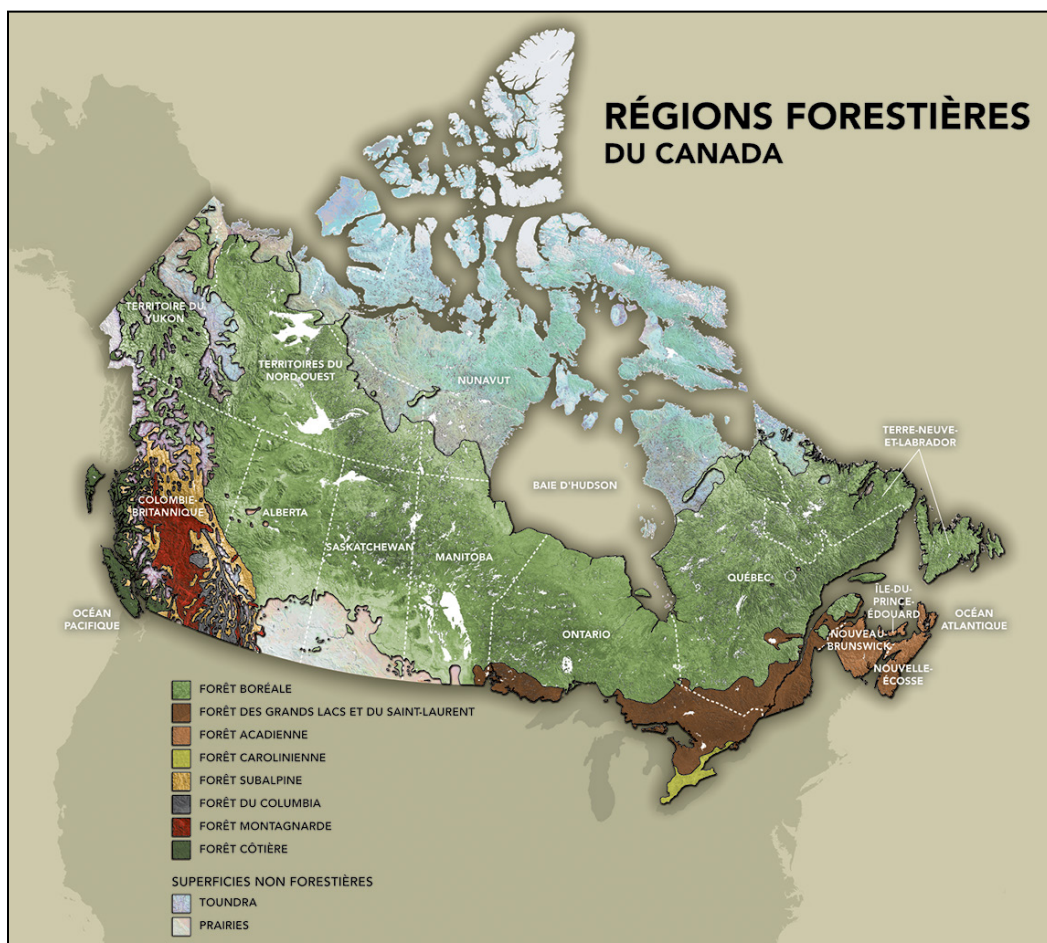 RÉGIONS FORESTIÈRES
DU CANADA
TERRITOIRE DU
YUKON
TERRITOIRES DU
NORD-OUEST
NUNAVUT
TERRE-NEUVE-
ET-LABRADOR
BAIE D'HUDSON
COLOMBIE-
BRITANNIQUE
ALBERTA
SASKATCHEWAN
MANITOBA
QUÉBEC
ÎLE-DU-
PRINCE-
ÉDOUARD
OCÉAN
PACIFIQUE
OCÉAN
ATLANTIQUE
ONTARIO
NOUVEAU-
BRUNSWICK
NOUVELLE-
ÉCOSSE
FORÊT BORÉALE
FORÊT DES GRANDS LACS ET DU SAINT-LAURENT
FORÊT ACADIENNE
FORÊT CAROLINIENNE
FORÊT SUBALPINE
FORÊT DU COLUMBIA
FORÊT MONTAGNARDE
FORÊT CÔTIÈRE
SUPERFICIES NON FORESTIÈRES
TOUNDRA
PRAIRIES